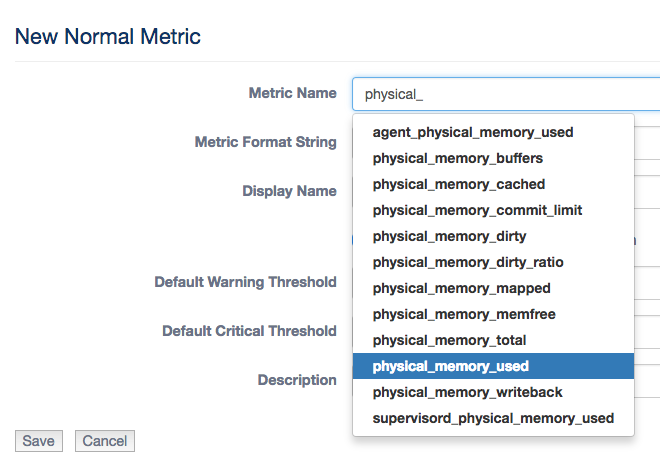 New Normal Metric
Metric Name
physical_
agent_physical_memory_used
Metric Format String
physical_memory_buffers
physical_memory_cached
Display Name
physical_memory_commit_limit
physical_memory_dirty
physical_memory_dirty_ratio
Default Warning Threshold
physical_memory_mapped
physical_memory_memfree
Default Critical Threshold
physical_memory_total
physical_memory_used
Description
physical_memory_writeback
supervisord_physical_memory_used
Save
Cancel